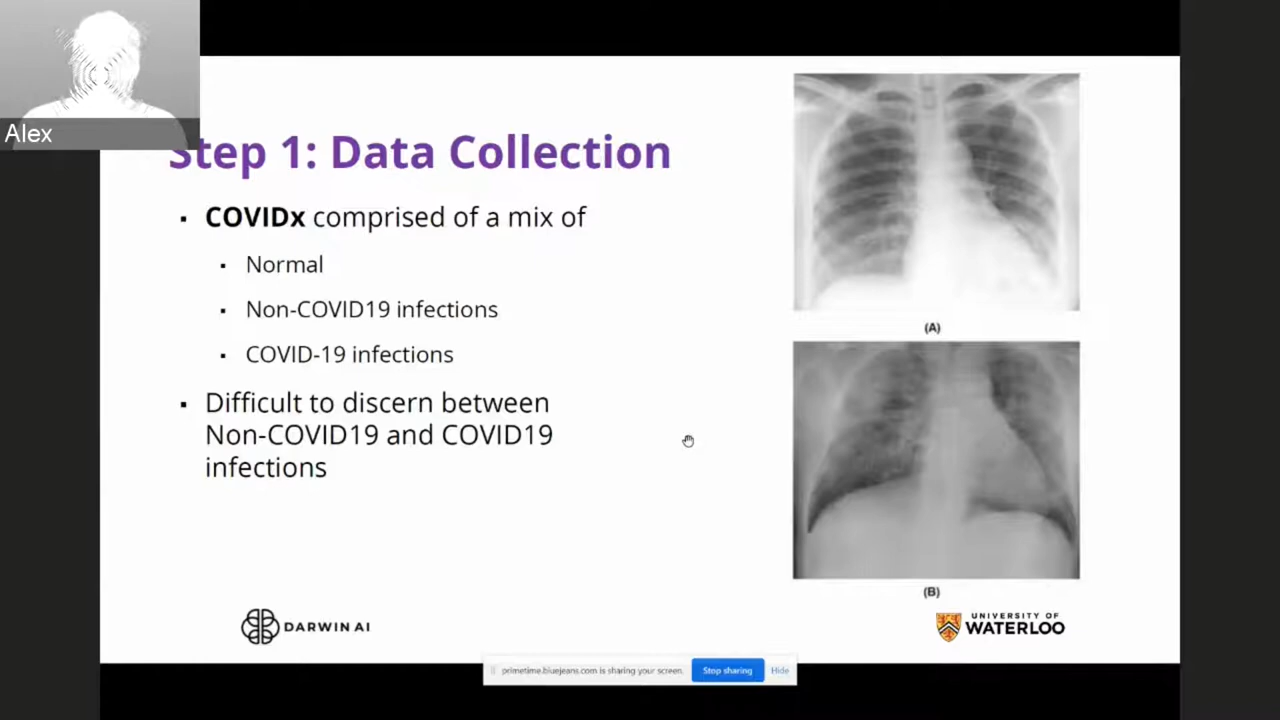 Alex
Step 1: Data Collection
▪ COVIDx comprised of a mix of
▪ Normal
▪ Non-COVID19 infections
▪ COVID-19 infections
▪ Difficult to discern between
Non-COVID19 and COVID19
infections
(A)
(B)
DARWIN AI
UNIVERSITY OF
WATERLOO
primetime.bluejeans.com is sharing your screen. Stop sharing Hide